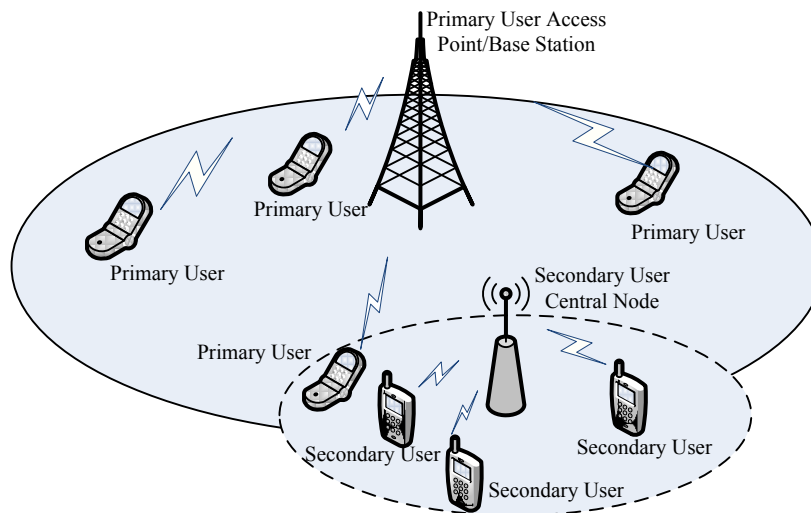 Primary User Access
Point/Base Station
Primary User
Primary User
Primary User
Secondary User
Central Node
Primary User
Secondary User
Secondary User
Secondary User